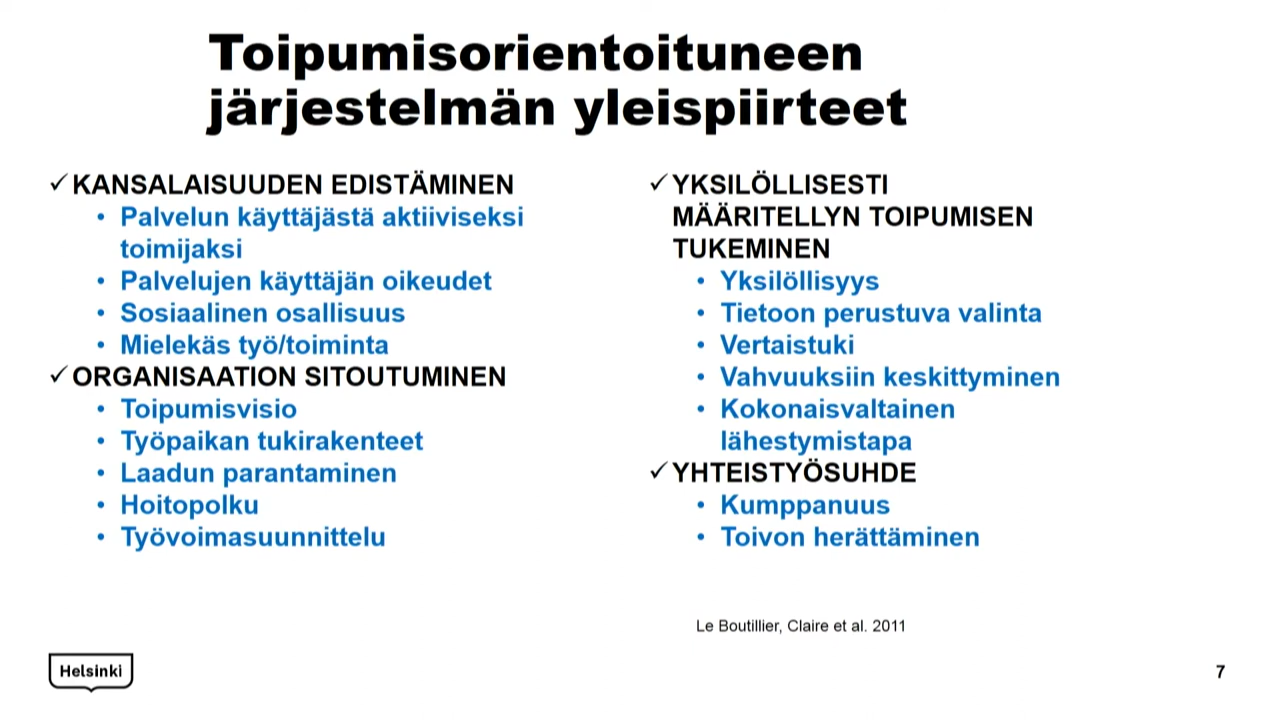 Toipumisorientoituneen
järjestelmän yleispiirteet
✓ KANSALAISUUDEN EDISTÄMINEN
• Palvelun käyttäjästä aktiiviseksi
toimijaksi
• Palvelujen käyttäjän oikeudet
• Sosiaalinen osallisuus
• Mielekäs työ/toiminta
✓ ORGANISAATION SITOUTUMINEN
• Toipumisvisio
• Työpaikan tukirakenteet
• Laadun parantaminen
• Hoitopolku
• Työvoimasuunnittelu
✓ YKSILÖLLISESTI
MÄÄRITELLYN TOIPUMISEN
TUKEMINEN
• Yksilöllisyys
• Tietoon perustuva valinta
• Vertaistuki
• Vahvuuksiin keskittyminen
• Kokonaisvaltainen
lähestymistapa
✓ YHTEISTYÖSUHDE
• Kumppanuus
• Toivon herättäminen
Le Boutillier, Claire et al. 2011
Helsinki
7